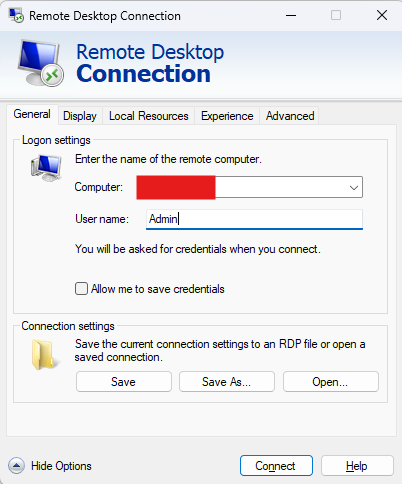 Remote Desktop Connection
Remote Desktop
Connection
General
Display
Local Resources
Experience
Advanced
Logon settings
Enter the name of the remote computer.
Computer:
User name:
Admin
You will be asked for credentials when you connect.
Allow me to save credentials
Connection settings
Save the current connection settings to an RDP file or open a
saved connection.
Save
Save As...
Open...
Hide Options
Connect
Help